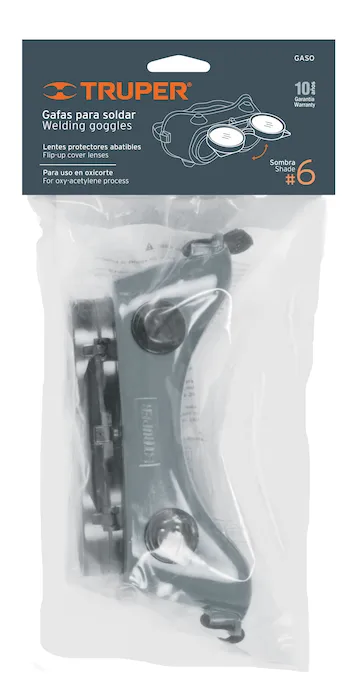 GASO
TRUPER®
10 años
Garantía
Warranty
Gafas para soldar
Welding goggles
Lentes protectores abatibles
Flip-up cover lenses
Para uso en oxicorte
For oxy-acetylene process
Sombra
Shade
#6
TRUPER